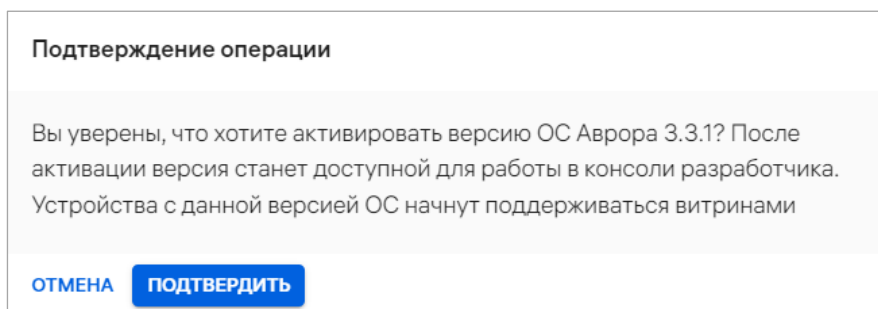 Подтверждение операции
Вы уверены, что хотите активировать версию ОС Аврора 3.3.1? После
активации версия станет доступной для работы в консоли разработчика.
Устройства с данной версией ОС начнут поддерживаться витринами
ОТМЕНА ПОДТВЕРДИТЬ